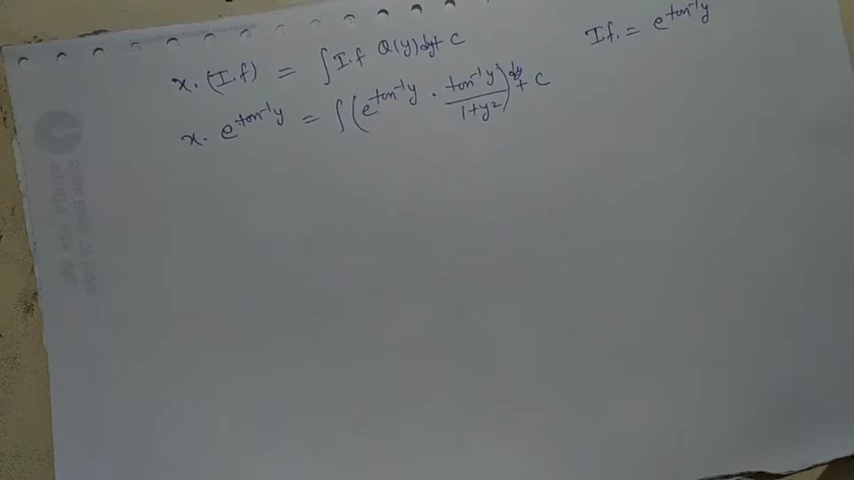 x. (I.f) = ∫I.f Q(y)dy+ C
I.f. = e^tan⁻¹y
x. e^tan⁻¹y = ∫(e^tan⁻¹y . tan⁻¹y/1+y²)dy + C